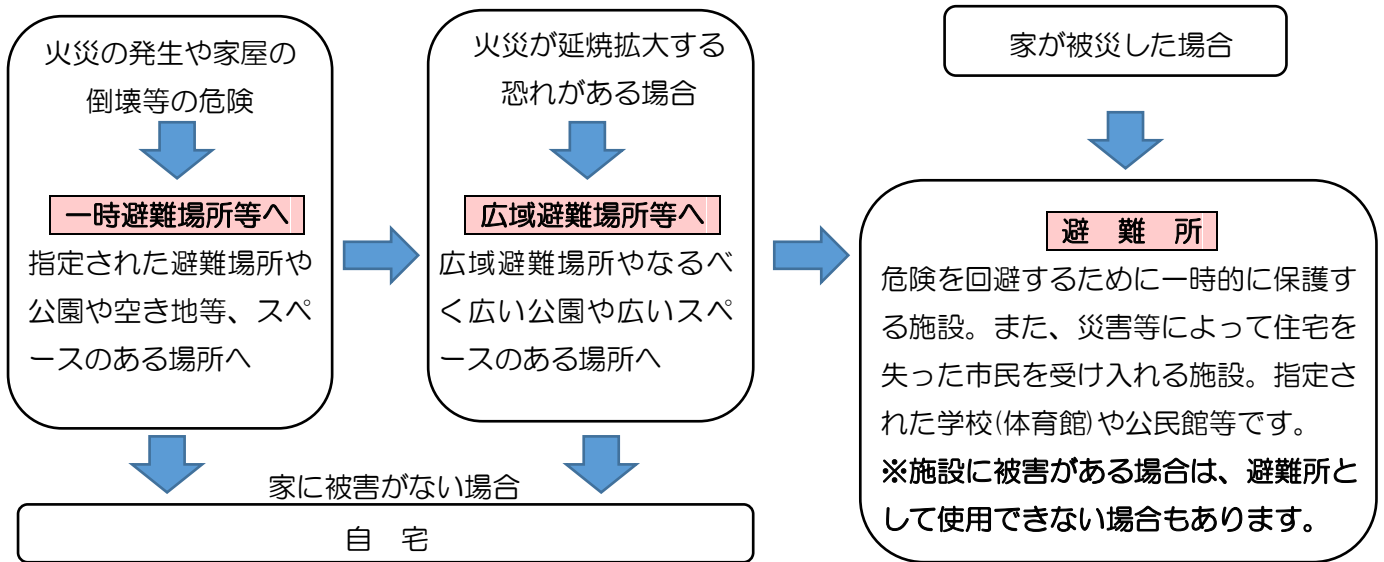 火災の発生や家屋の
倒壊等の危険
一時避難場所等へ
指定された避難場所や
公園や空き地等、スペ
ースのある場所へ
火災が延焼拡大する
恐れがある場合
広域避難場所等へ
広域避難場所やなるべ
く広い公園や広いスペ
ースのある場所へ
家に被害がない場合
自　宅
家が被災した場合
避　難　所
危険を回避するために一時的に保護す
る施設。また、災害等によって住宅を
失った市民を受け入れる施設。指定さ
れた学校(体育館)や公民館等です。
※施設に被害がある場合は、避難所と
して使用できない場合もあります。